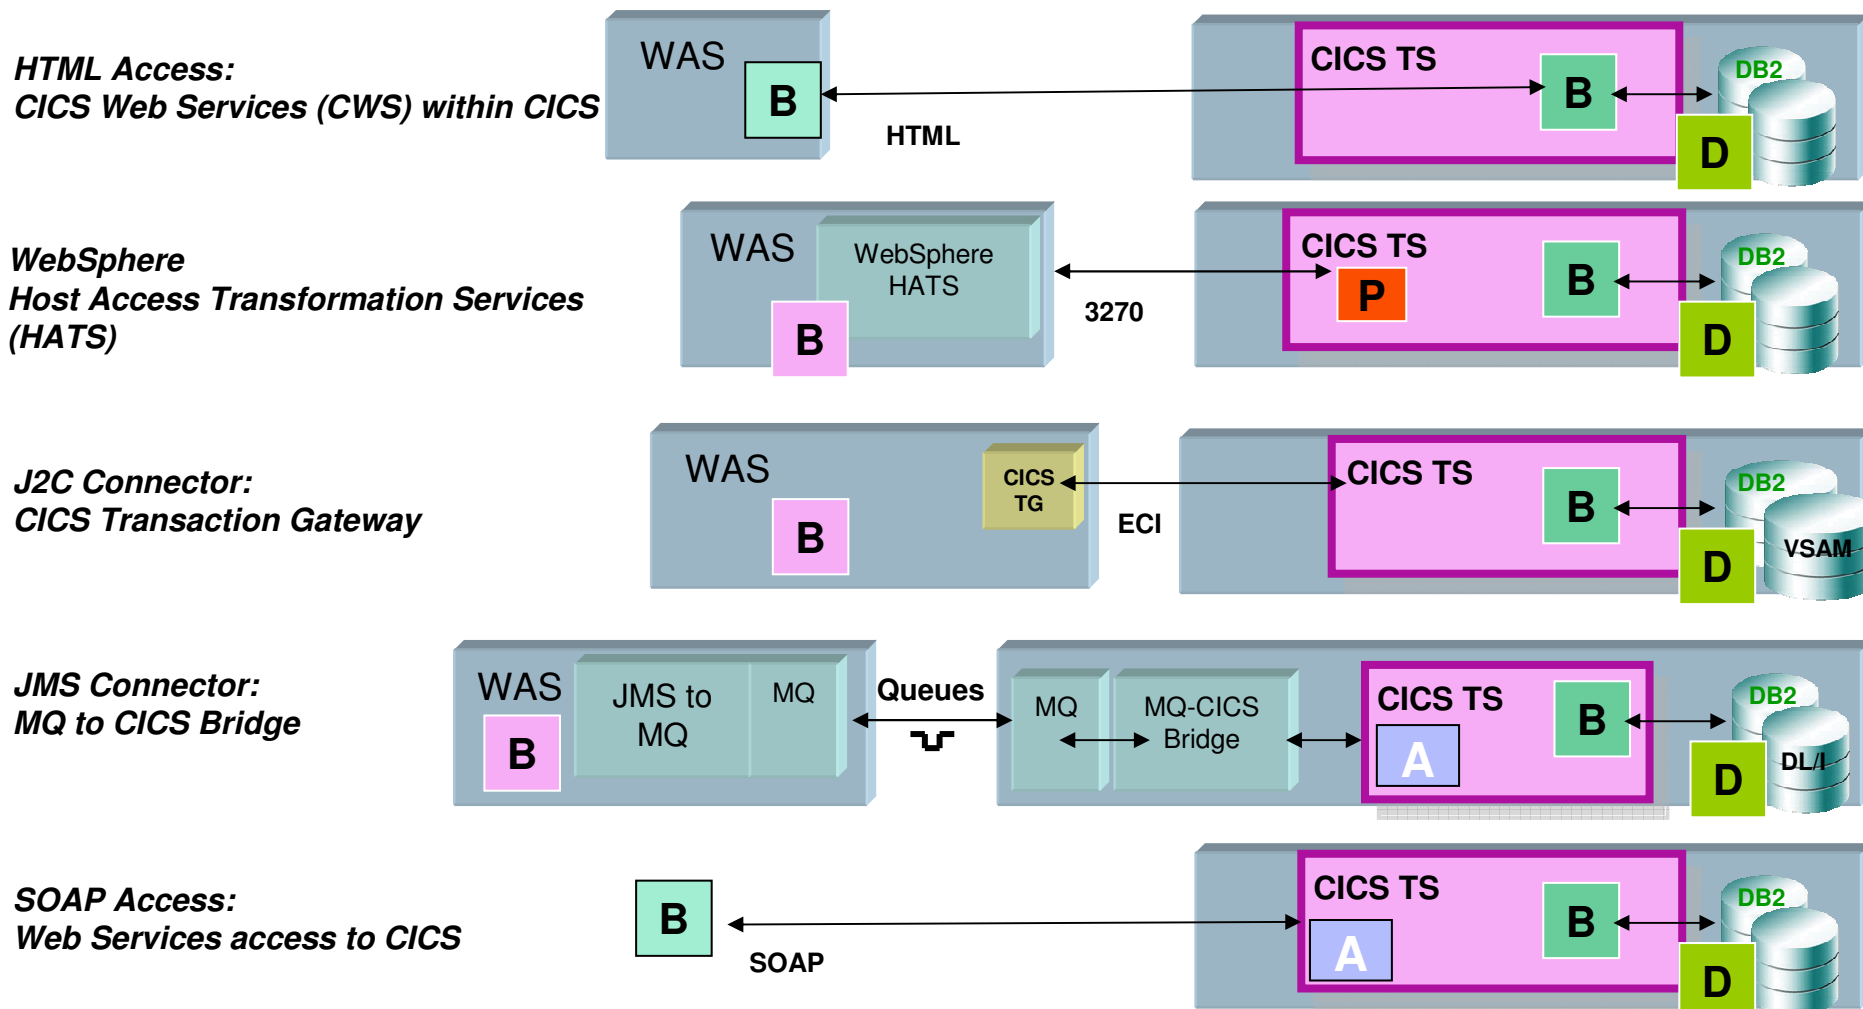 HTML Access:
CICS Web Services (CWS) within CICS
WAS
B
HTML
CICS TS
B
DB2
D
WebSphere
Host Access Transformation Services
(HATS)
WAS
WebSphere
HATS
B
3270
CICS TS
P
B
DB2
D
J2C Connector:
CICS Transaction Gateway
WAS
B
CICS
TG
ECI
CICS TS
B
DB2
VSAM
D
JMS Connector:
MQ to CICS Bridge
WAS
B
JMS to
MQ
MQ
Queues
MQ
MQ-CICS
Bridge
CICS TS
A
B
DB2
DL/I
D
SOAP Access:
Web Services access to CICS
B
SOAP
CICS TS
A
B
DB2
D